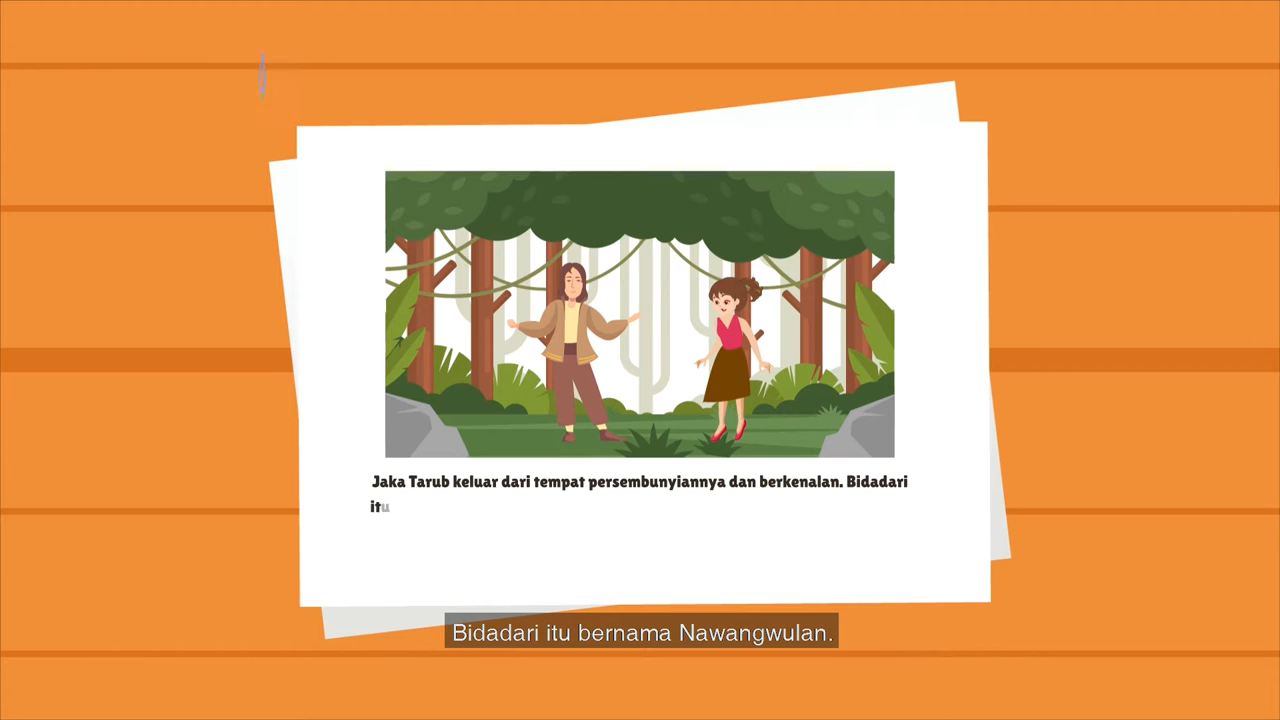 Jaka Tarub keluar dari tempat persembunyiannya dan berkenalan. Bidadari
itu
Bidadari itu bernama Nawangwulan.